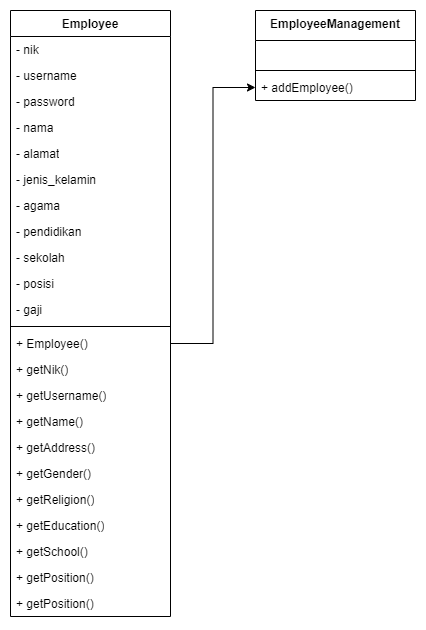 Employee
- nik
- username
- password
- nama
- alamat
- jenis_kelamin
- agama
- pendidikan
- sekolah
- posisi
- gaji
+ Employee()
+ getNik()
+ getUsername()
+ getName()
+ getAddress()
+ getGender()
+ getReligion()
+ getEducation()
+ getSchool()
+ getPosition()
+ getPosition()
EmployeeManagement
+ addEmployee()